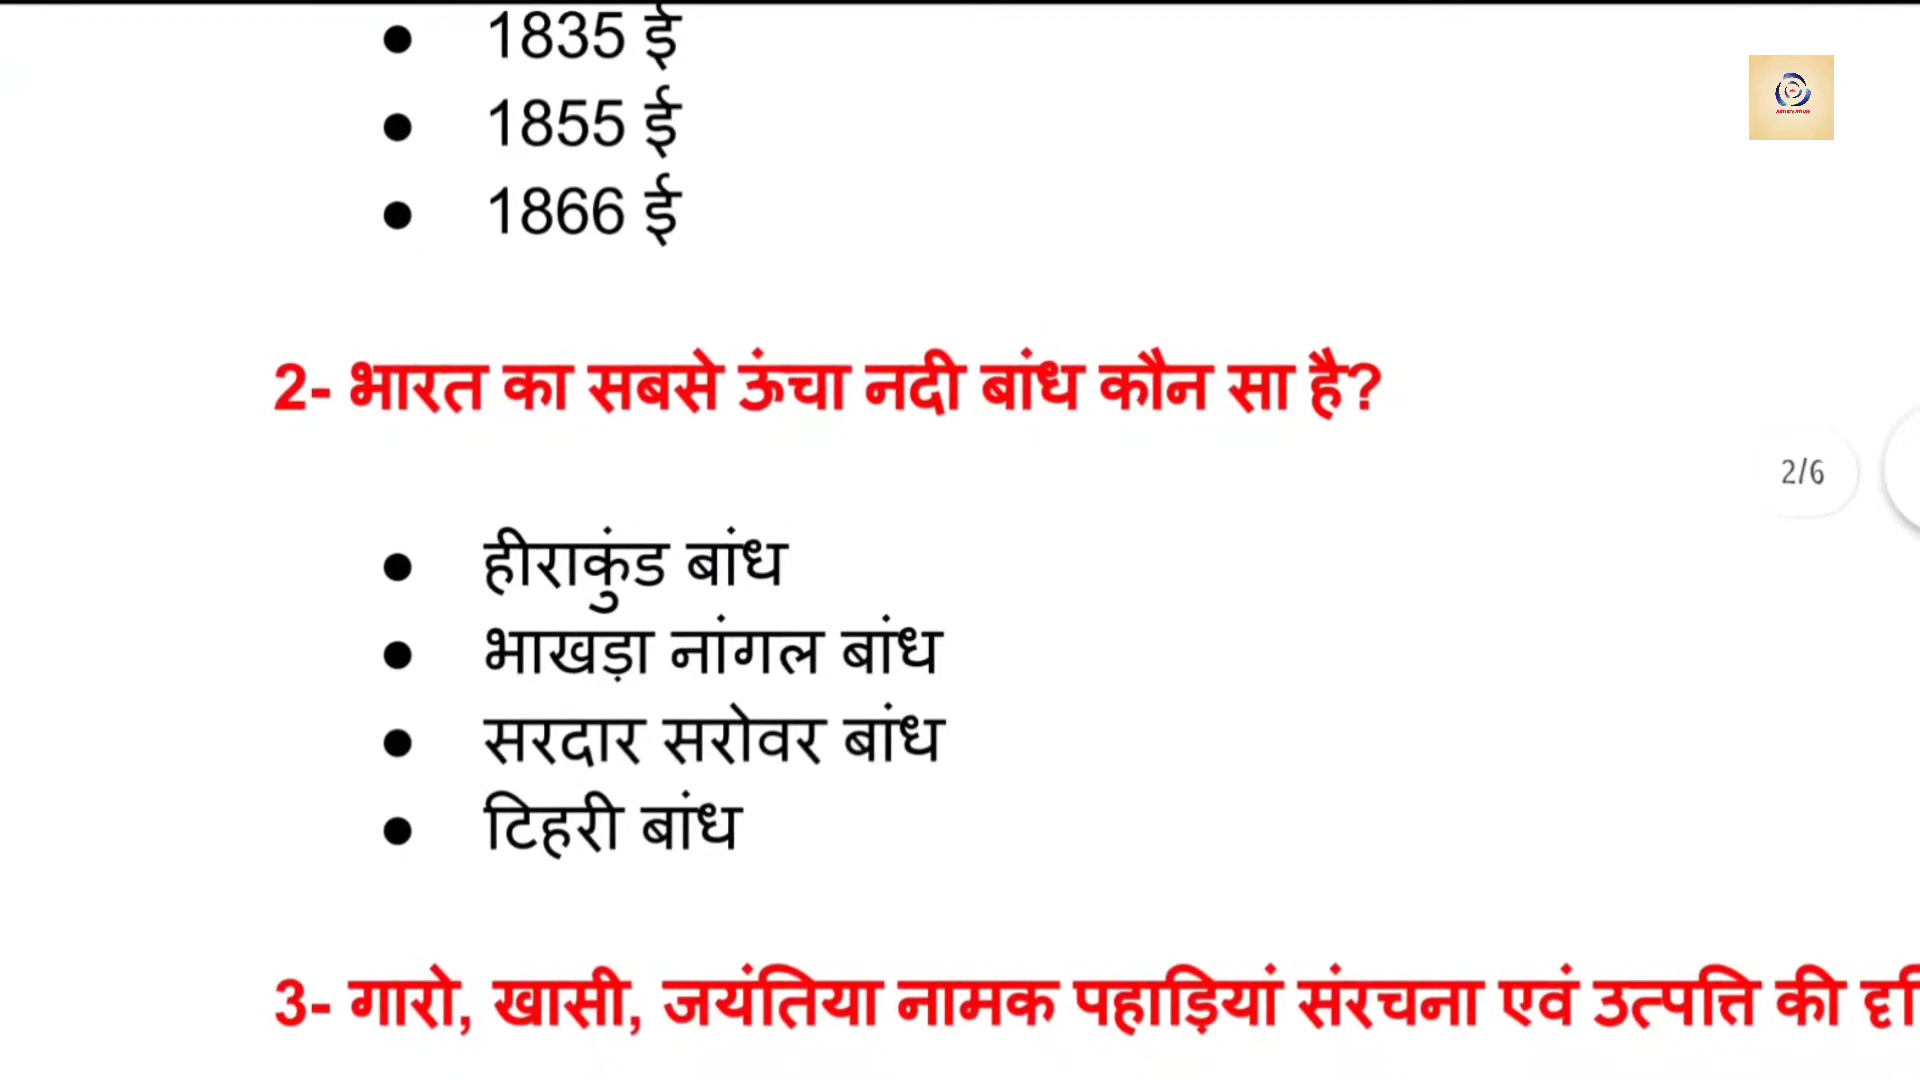 ● 1835 ई
● 1855 ई
● 1866 ई
2- भारत का सबसे ऊंचा नदी बांध कौन सा है?
2/6
● हीराकुंड बांध
● भाखड़ा नांगल बांध
● सरदार सरोवर बांध
● टिहरी बांध
3- गारो, खासी, जयंतिया नामक पहाड़ियां संरचना एवं उत्पत्ति की